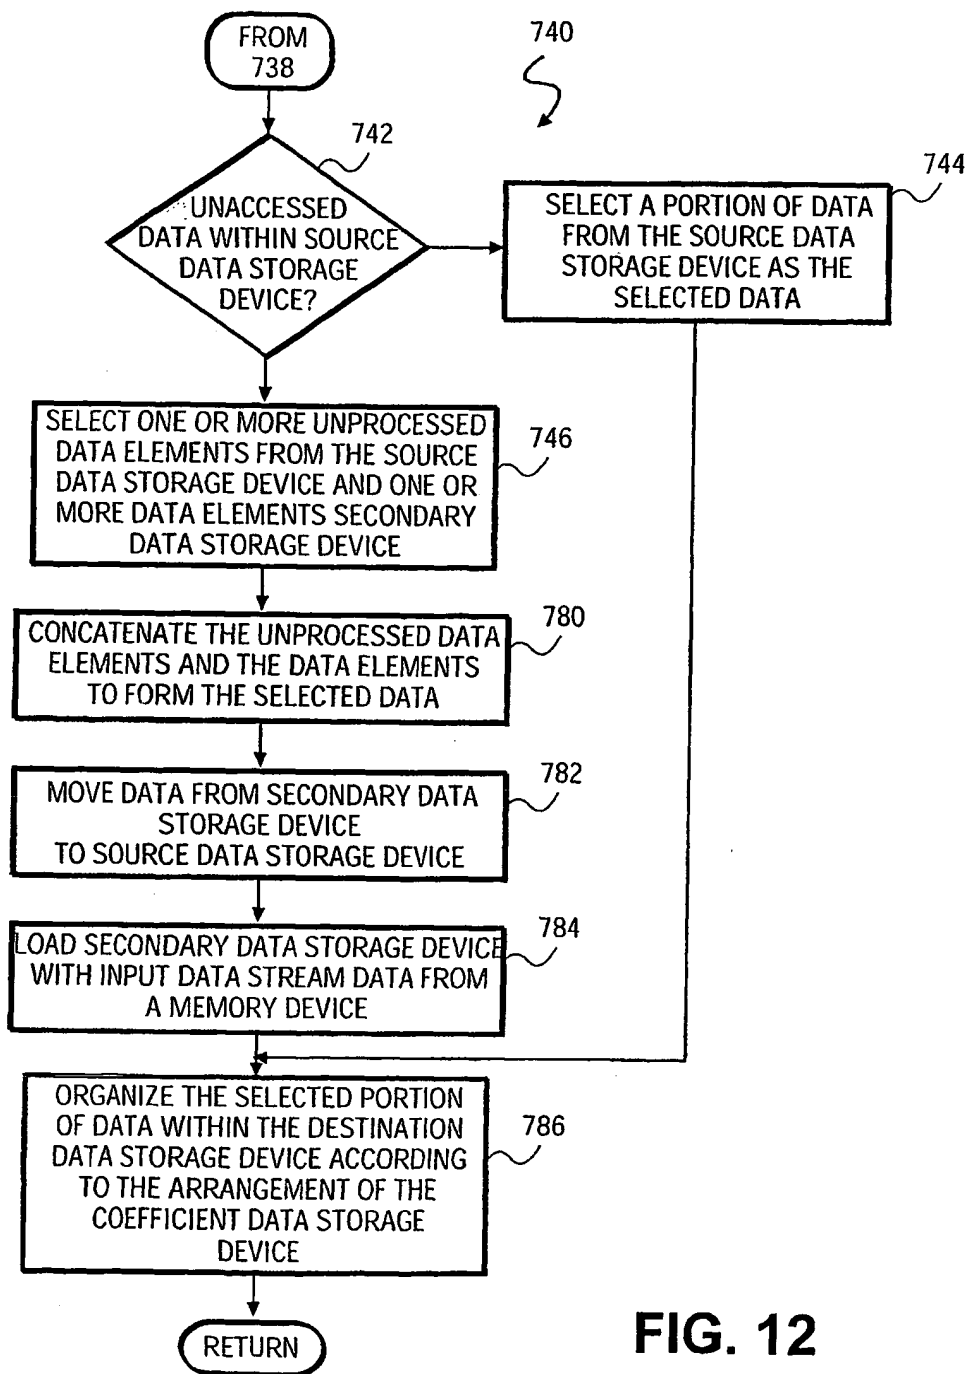 FROM
738
740
742
UNACCESSED
DATA WITHIN SOURCE
DATA STORAGE
DEVICE?
744
SELECT A PORTION OF DATA
FROM THE SOURCE DATA
STORAGE DEVICE AS THE
SELECTED DATA
SELECT ONE OR MORE UNPROCESSED
DATA ELEMENTS FROM THE SOURCE
DATA STORAGE DEVICE AND ONE OR
MORE DATA ELEMENTS SECONDARY
DATA STORAGE DEVICE
746
CONCATENATE THE UNPROCESSED DATA
ELEMENTS AND THE DATA ELEMENTS
TO FORM THE SELECTED DATA
780
MOVE DATA FROM SECONDARY DATA
STORAGE DEVICE
TO SOURCE DATA STORAGE DEVICE
782
LOAD SECONDARY DATA STORAGE DEVICE
WITH INPUT DATA STREAM DATA FROM
A MEMORY DEVICE
784
ORGANIZE THE SELECTED PORTION
OF DATA WITHIN THE DESTINATION
DATA STORAGE DEVICE ACCORDING
TO THE ARRANGEMENT OF THE
COEFFICIENT DATA STORAGE
DEVICE
786
RETURN
FIG. 12